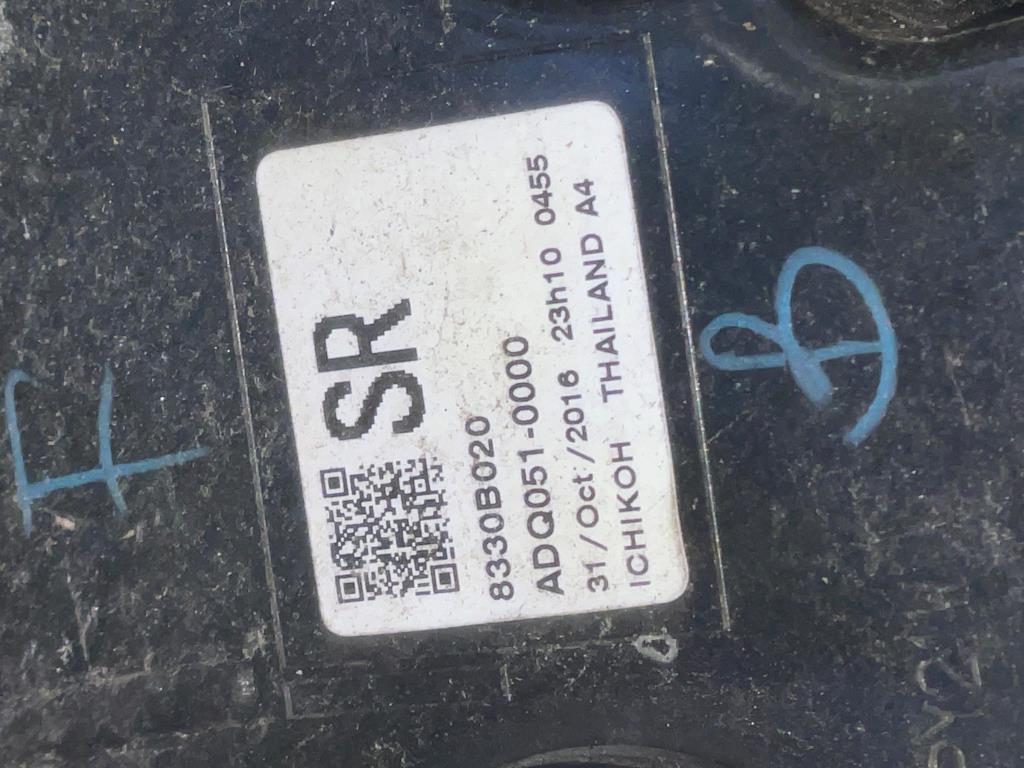 SR
8330B020
ADQ051-0000
31/Oct/2016 23h10 0455
ICHIKOH THAILAND A4
F